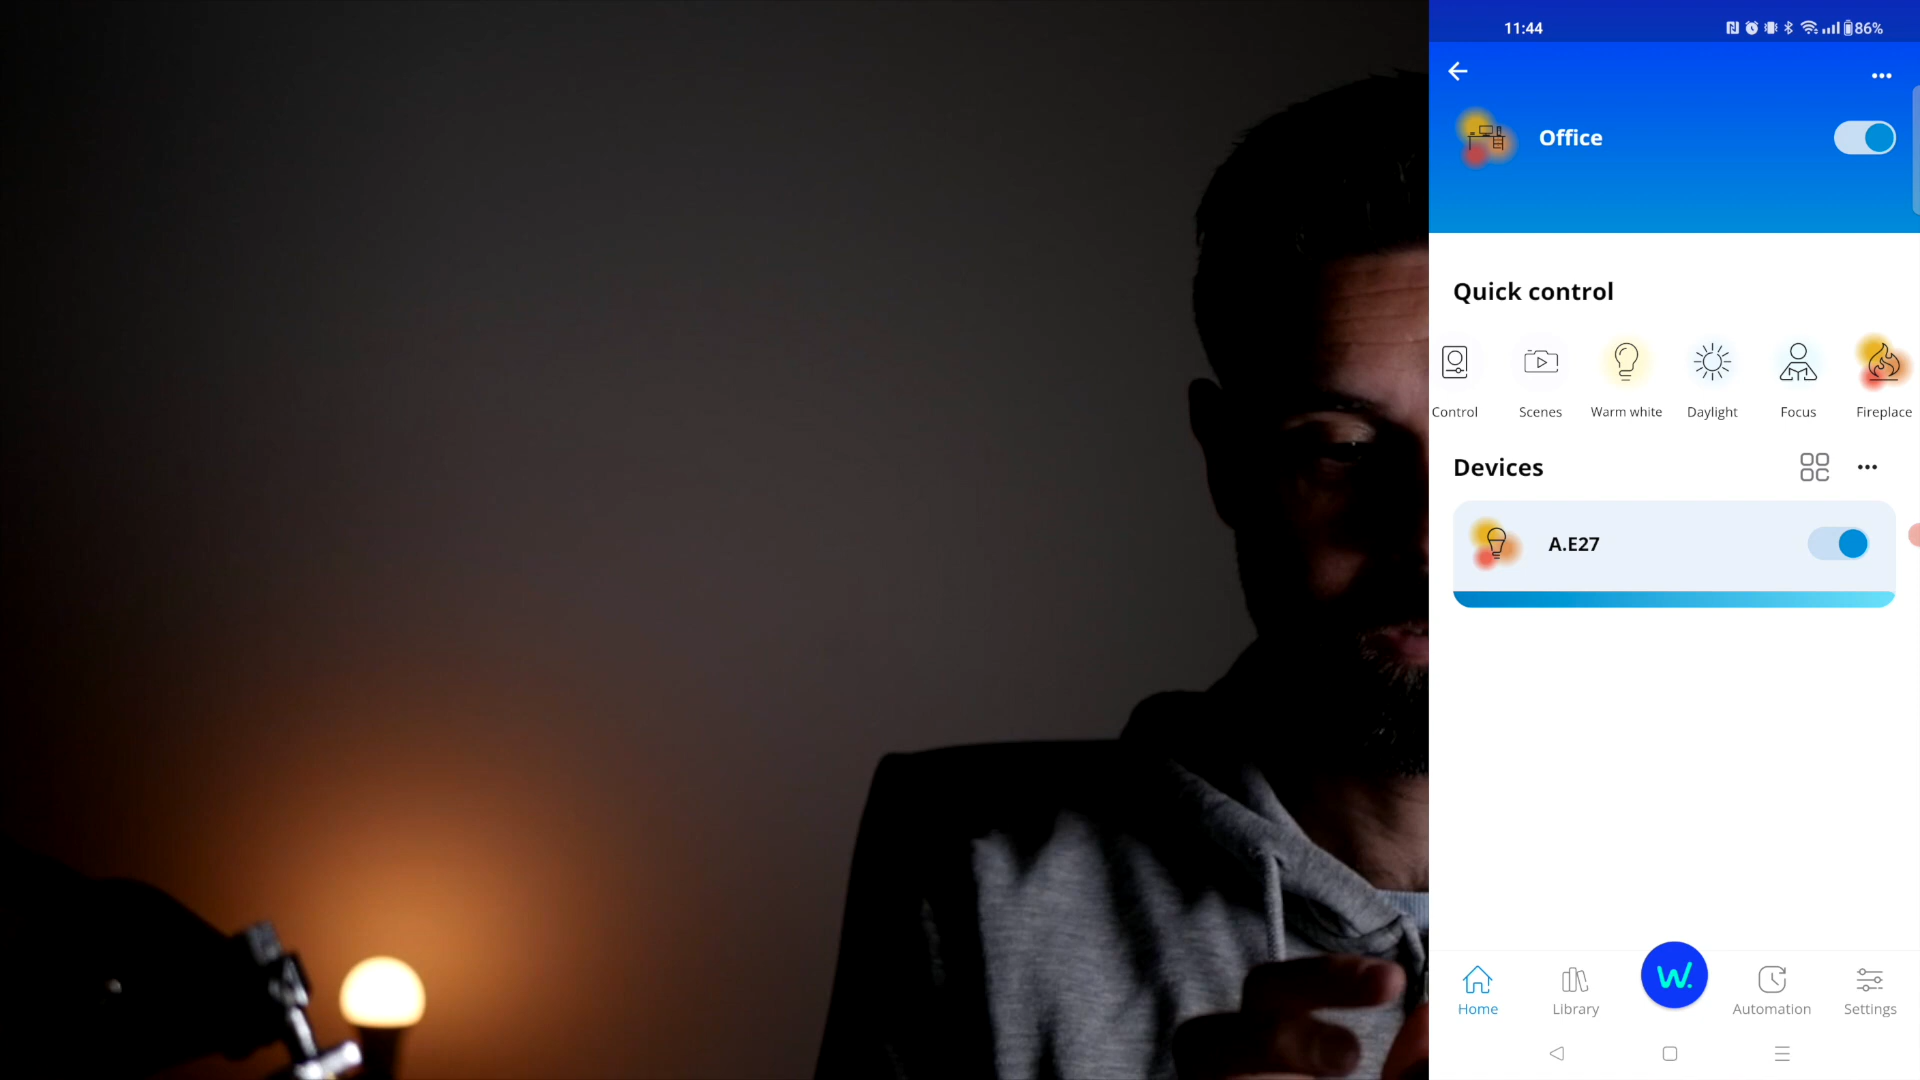 11:44 86%
Office
Quick control
Control Scenes Warm white Daylight Focus Fireplace
Devices
A.E27
W.
Home Library Automation Settings